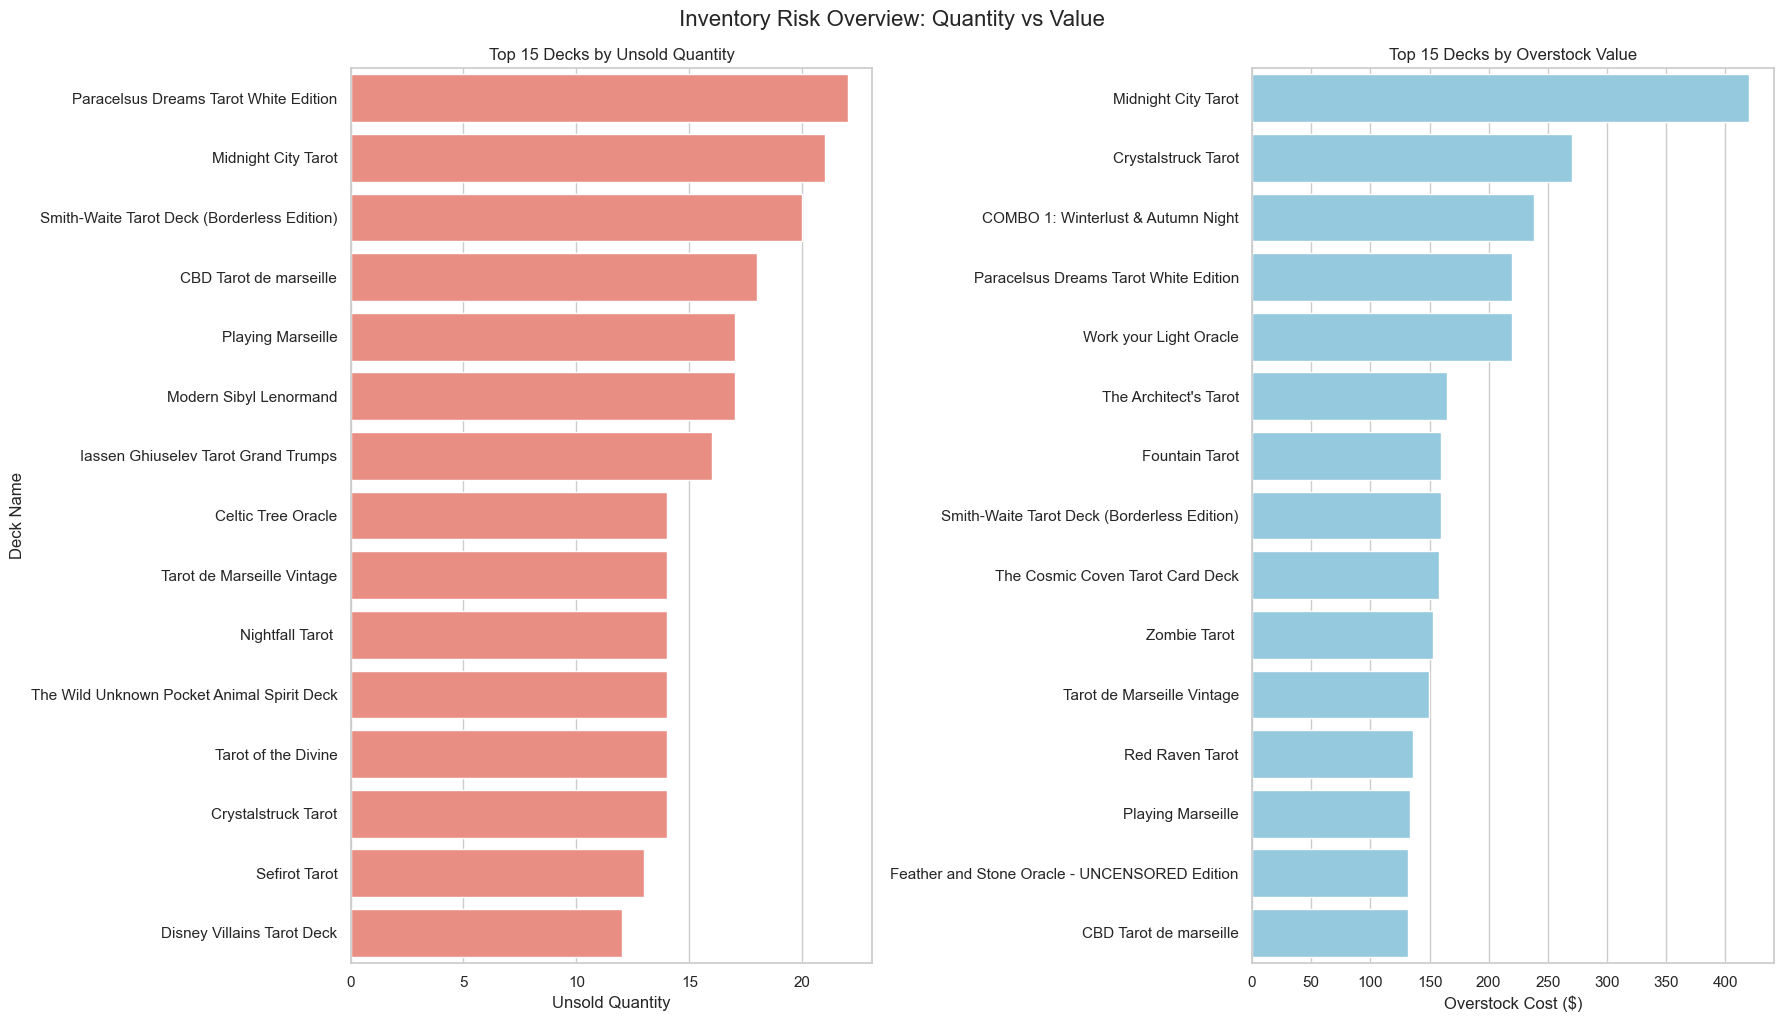 Inventory Risk Overview: Quantity vs Value
Top 15 Decks by Unsold Quantity
Deck Name
Paracelsus Dreams Tarot White Edition
Midnight City Tarot
Smith-Waite Tarot Deck (Borderless Edition)
CBD Tarot de marseille
Playing Marseille
Modern Sibyl Lenormand
Iassen Ghiuselev Tarot Grand Trumps
Celtic Tree Oracle
Tarot de Marseille Vintage
Nightfall Tarot
The Wild Unknown Pocket Animal Spirit Deck
Tarot of the Divine
Crystalstruck Tarot
Sefirot Tarot
Disney Villains Tarot Deck
0 5 10 15 20
Unsold Quantity
Top 15 Decks by Overstock Value
Midnight City Tarot
Crystalstruck Tarot
COMBO 1: Winterlust & Autumn Night
Paracelsus Dreams Tarot White Edition
Work your Light Oracle
The Architect's Tarot
Fountain Tarot
Smith-Waite Tarot Deck (Borderless Edition)
The Cosmic Coven Tarot Card Deck
Zombie Tarot
Tarot de Marseille Vintage
Red Raven Tarot
Playing Marseille
Feather and Stone Oracle - UNCENSORED Edition
CBD Tarot de marseille
0 50 100 150 200 250 300 350 400
Overstock Cost ($)